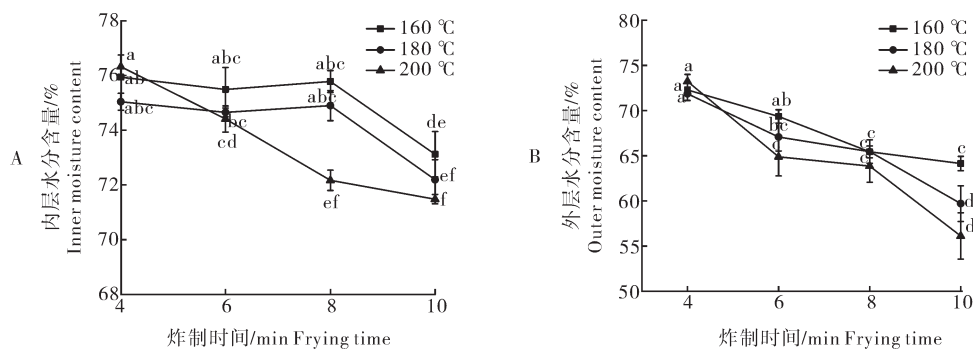 A
内层水分含量/%
Inner moisture content
78
76
74
72
70
68
160 ℃
180 ℃
200 ℃
a
ab
abc
abc
bc
cd
abc
abc
ef
de
ef
f
4
6
8
10
炸制时间/min Frying time
B
外层水分含量/%
Outer moisture content
80
75
70
65
60
55
50
160 ℃
180 ℃
200 ℃
a
a
a
ab
bc
c
c
c
c
c
d
d
4
6
8
10
炸制时间/min Frying time